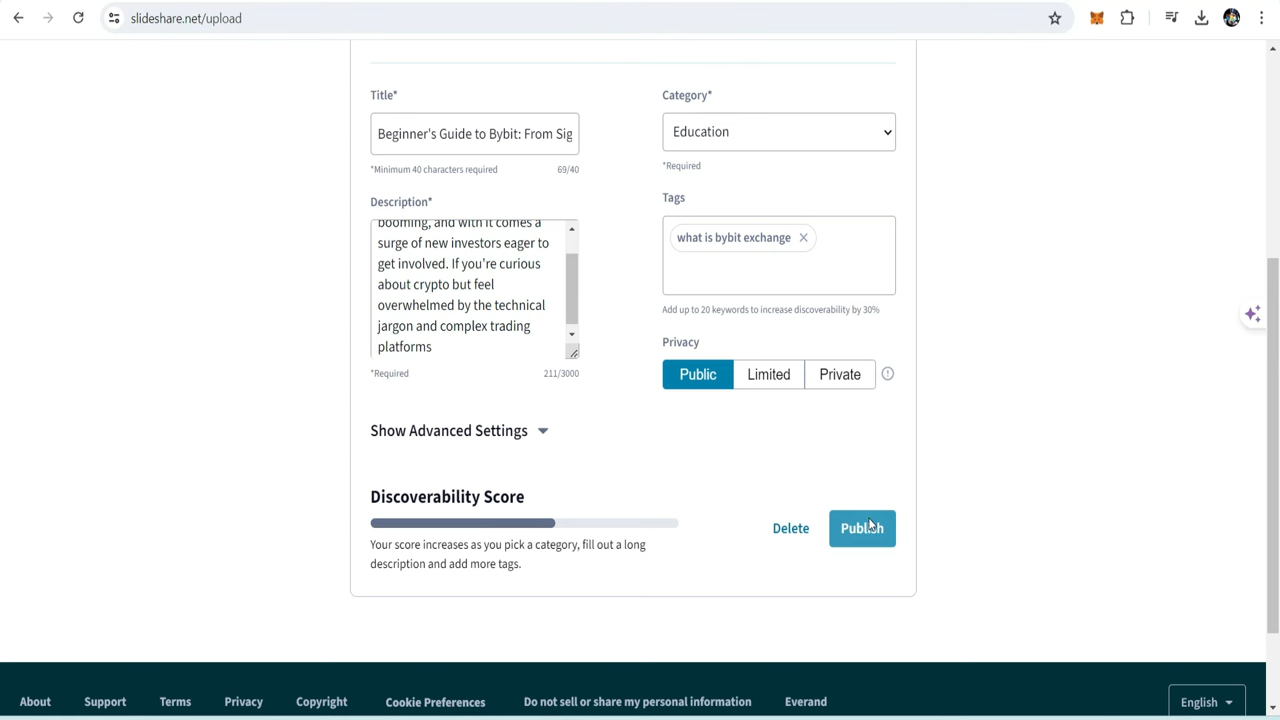 slideshare.net/upload
Title*
Category*
Beginner's Guide to Bybit: From Sig
Education
*Minimum 40 characters required 69/40
*Required
Description*
Tags
booming, and with it comes a
surge of new investors eager to
get involved. If you're curious
about crypto but feel
overwhelmed by the technical
jargon and complex trading
platforms
what is bybit exchange
Add up to 20 keywords to increase discoverability by 30%
Privacy
Public Limited Private
*Required 211/3000
Show Advanced Settings
Discoverability Score
Your score increases as you pick a category, fill out a long
description and add more tags.
Delete Publish
About Support Terms Privacy Copyright Cookie Preferences Do not sell or share my personal information Everand English